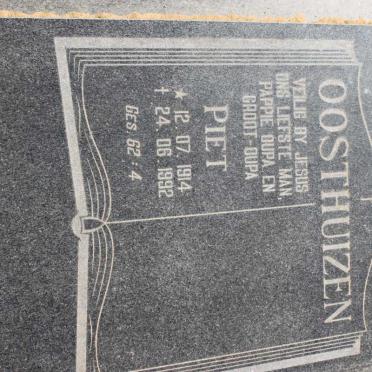 OOSTHUIZEN
VEILIG BY JESUS
ONS LIEFSTE MAN,
PAPPIE, OUPA EN
GROOT-OUPA
PIET
★ 12. 07. 1914
† 24. 06 1992
GES. 62 : 4